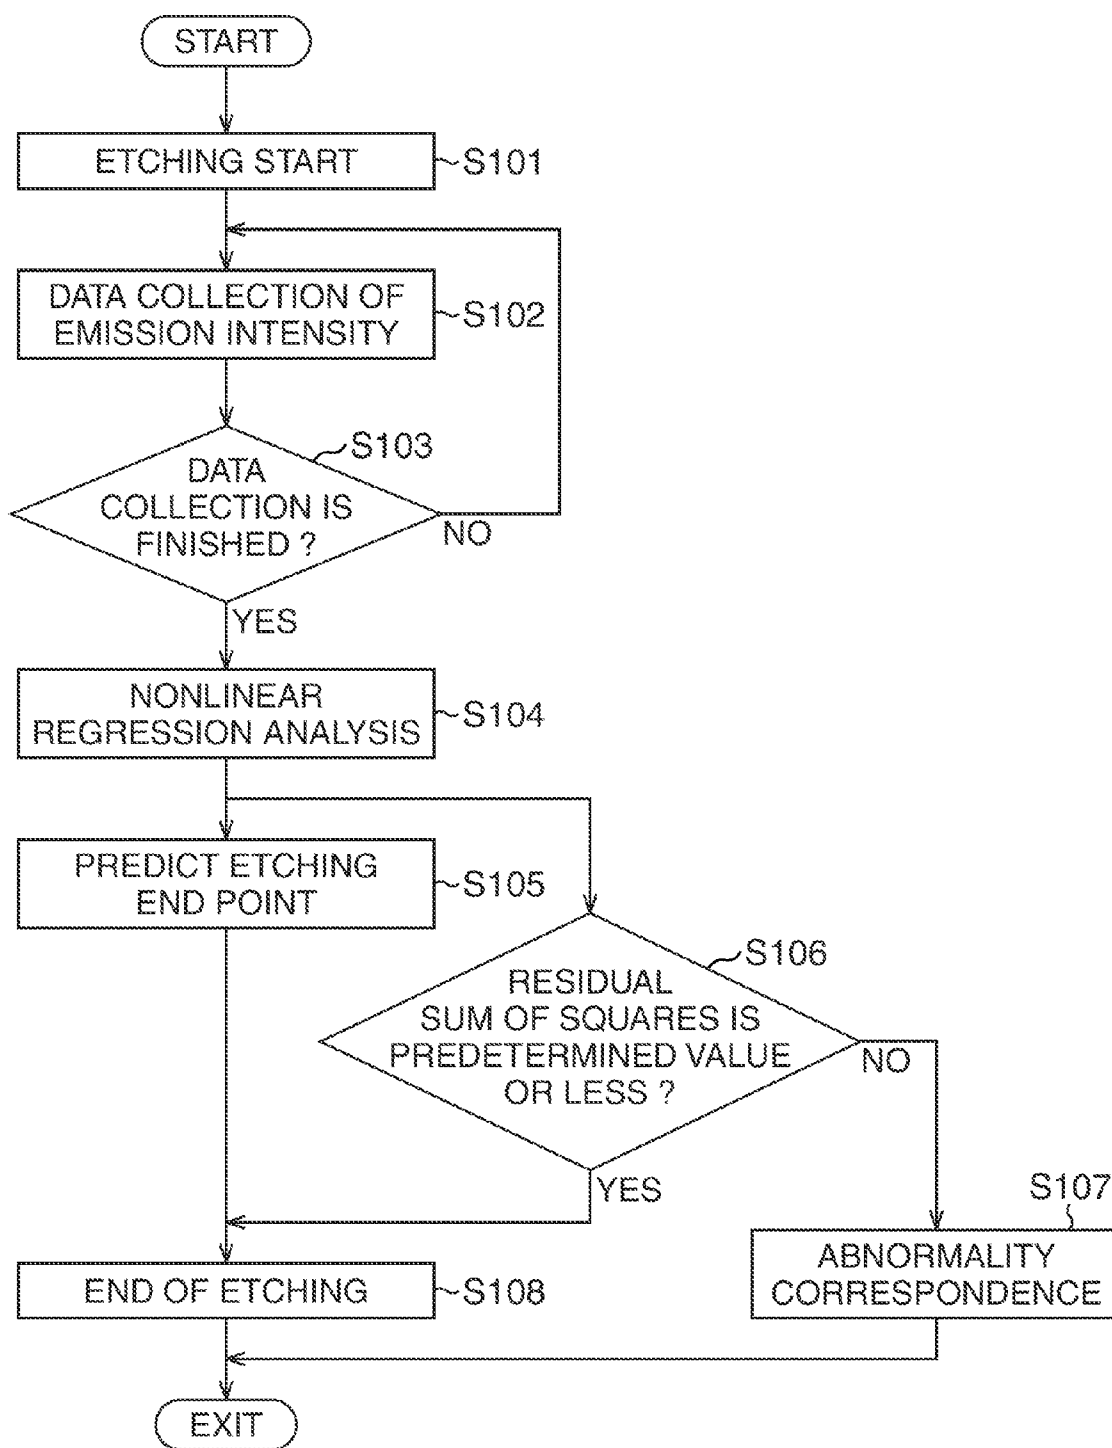 START
ETCHING START
S101
DATA COLLECTION OF
EMISSION INTENSITY
S102
S103
DATA
COLLECTION IS
FINISHED ?
NO
YES
NONLINEAR
REGRESSION ANALYSIS
S104
PREDICT ETCHING
END POINT
S105
S106
RESIDUAL
SUM OF SQUARES IS
PREDETERMINED VALUE
OR LESS ?
NO
YES
S107
ABNORMALITY
CORRESPONDENCE
END OF ETCHING
S108
EXIT